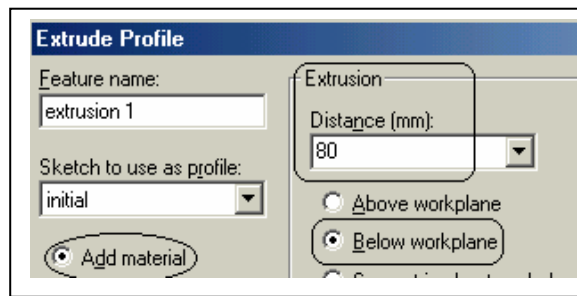 Extrude Profile
Feature name:
extrusion 1
Sketch to use as profile:
initial
Add material
Extrusion
Distance (mm):
80
Above workplane
Below workplane